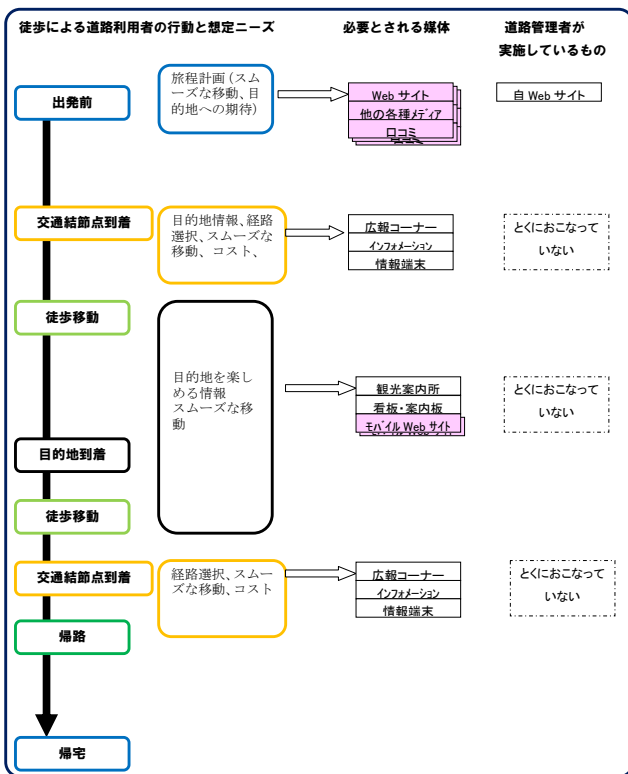 徒歩による道路利用者の行動と想定ニーズ
必要とされる媒体
道路管理者が
実施しているもの
出発前
旅程計画(スム
ーズな移動、目
的地への期待)
Web サイト
他の各種メディア
口コミ
自 Web サイト
交通結節点到着
目的地情報、経路
選択、スムーズな
移動、コスト、
広報コーナー
インフォメーション
情報端末
とくにおこなって
いない
徒歩移動
目的地を楽し
める情報
スムーズな移
動
観光案内所
看板・案内板
モバイル Web サイト
とくにおこなって
いない
目的地到着
徒歩移動
交通結節点到着
経路選択、スムー
ズな移動、コスト
広報コーナー
インフォメーション
情報端末
とくにおこなって
いない
帰路
帰宅